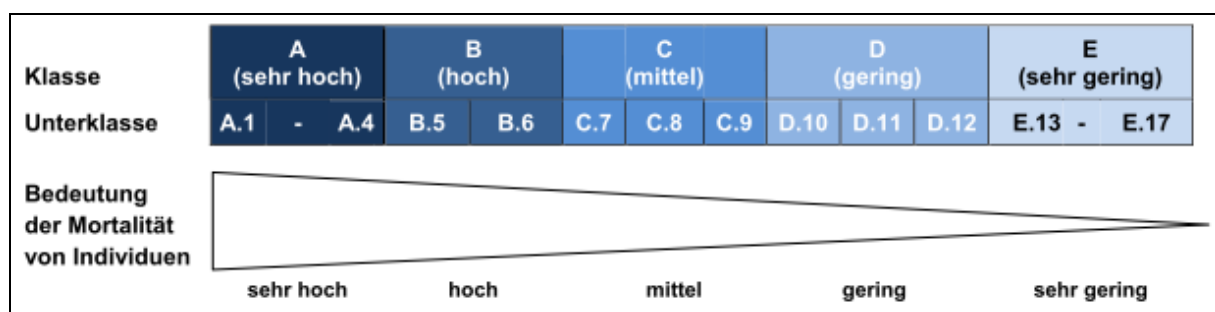 A B C D E
Klasse (sehr hoch) (hoch) (mittel) (gering) (sehr gering)
Unterklasse A.1 - A.4 B.5 B.6 C.7 C.8 C.9 D.10 D.11 D.12 E.13 - E.17
Bedeutung
der Mortalität
von Individuen
sehr hoch hoch mittel gering sehr gering